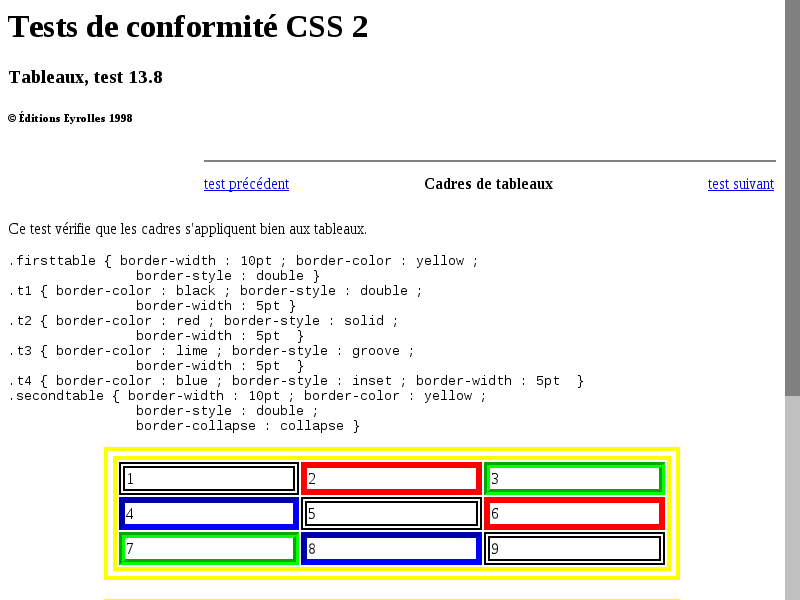 Tests de conformité CSS 2
Tableaux, test 13.8
© Éditions Eyrolles 1998
test précédent Cadres de tableaux test suivant
Ce test vérifie que les cadres s'appliquent bien aux tableaux.
.firsttable { border-width : 10pt ; border-color : yellow ;
border-style : double }
.t1 { border-color : black ; border-style : double ;
border-width : 5pt }
.t2 { border-color : red ; border-style : solid ;
border-width : 5pt  }
.t3 { border-color : lime ; border-style : groove ;
border-width : 5pt  }
.t4 { border-color : blue ; border-style : inset ; border-width : 5pt  }
.secondtable { border-width : 10pt ; border-color : yellow ;
border-style : double ;
border-collapse : collapse }
1 2 3
4 5 6
7 8 9